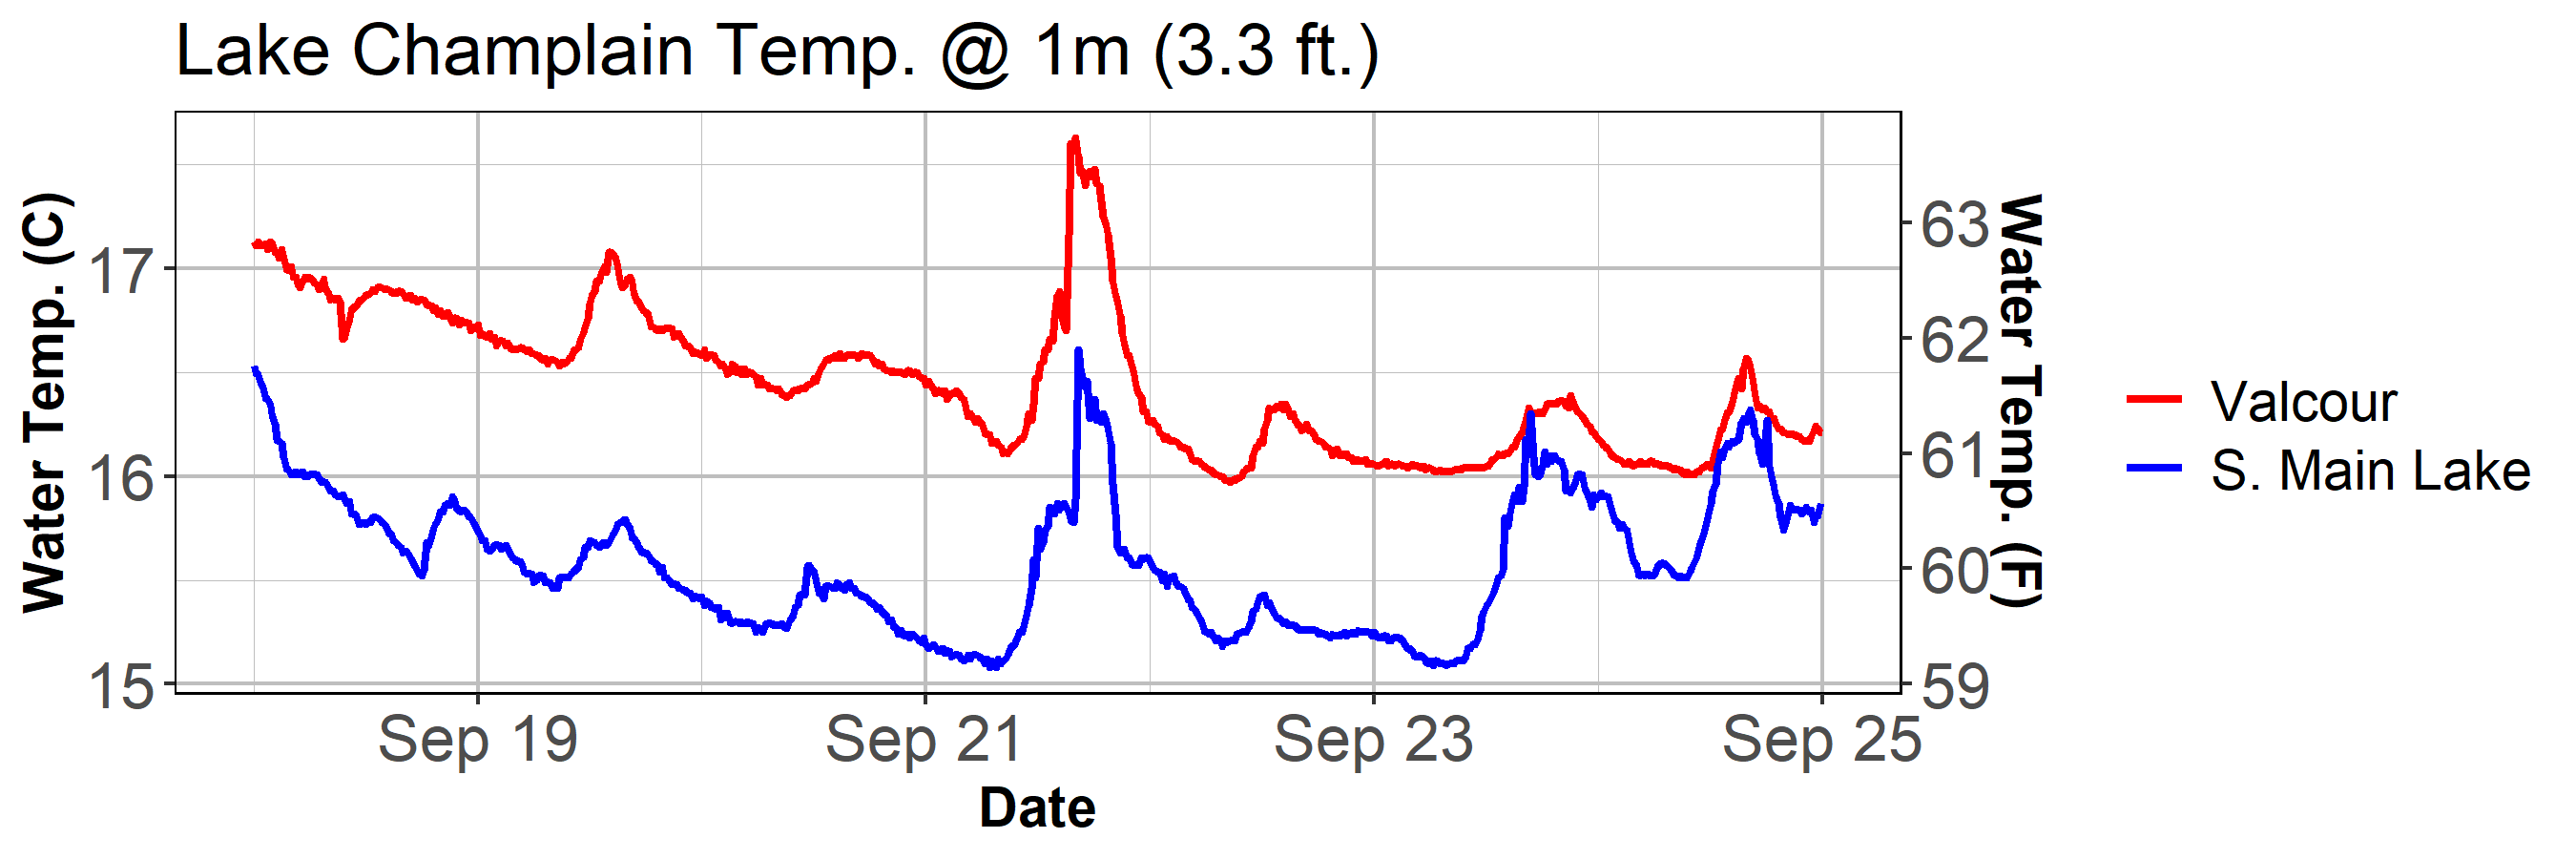 Lake Champlain Temp. @ 1m (3.3 ft.)
Water Temp. (C)
17
16
15
63
62
61
60
59
Water Temp. (F)
Sep 19
Sep 21
Sep 23
Sep 25
Date
Valcour
S. Main Lake